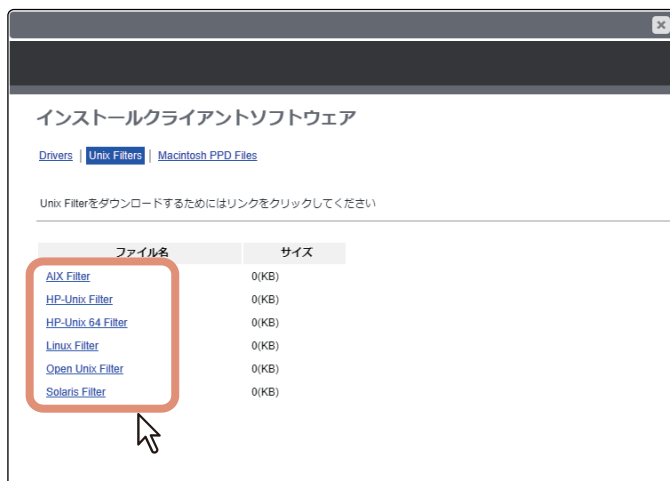 インストールクライアントソフトウェア
Drivers | Unix Filters | Macintosh PPD Files
Unix Filterをダウンロードするためにはリンクをクリックしてください
ファイル名 サイズ
AIX Filter 0(KB)
HP-Unix Filter 0(KB)
HP-Unix 64 Filter 0(KB)
Linux Filter 0(KB)
Open Unix Filter 0(KB)
Solaris Filter 0(KB)